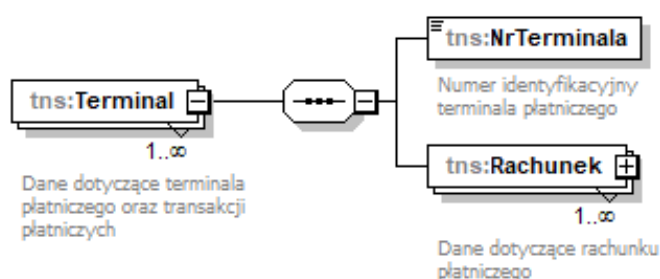 tns:NrTerminala
Numer identyfikacyjny
terminala płatniczego
tns:Terminal
1..∞
Dane dotyczące terminala
płatniczego oraz transakcji
płatniczych
tns:Rachunek
1..∞
Dane dotyczące rachunku
płatniczego